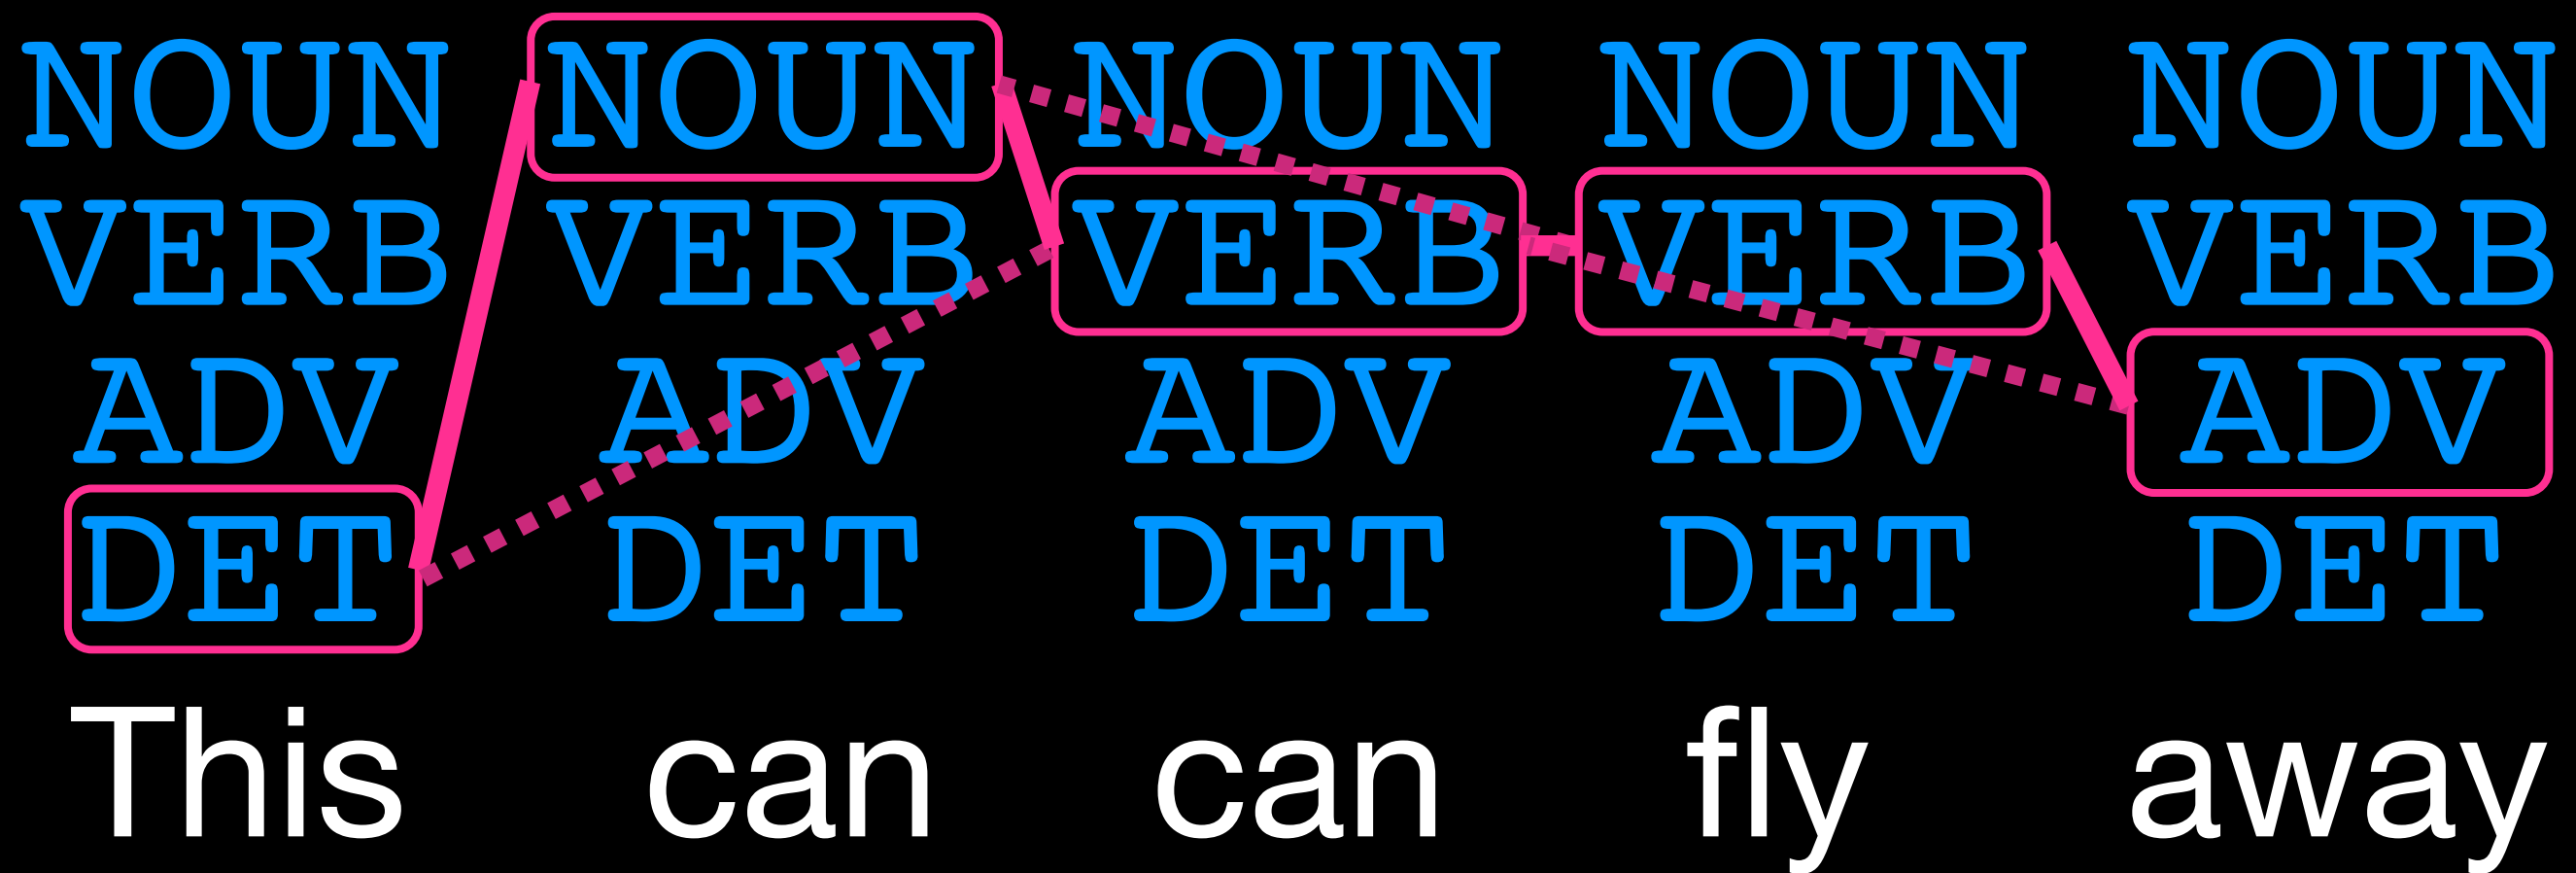 NOUN NOUN NOUN NOUN NOUN
VERB VERB VERB VERB VERB
ADV ADV ADV ADV ADV
DET DET DET DET DET
This can can fly away